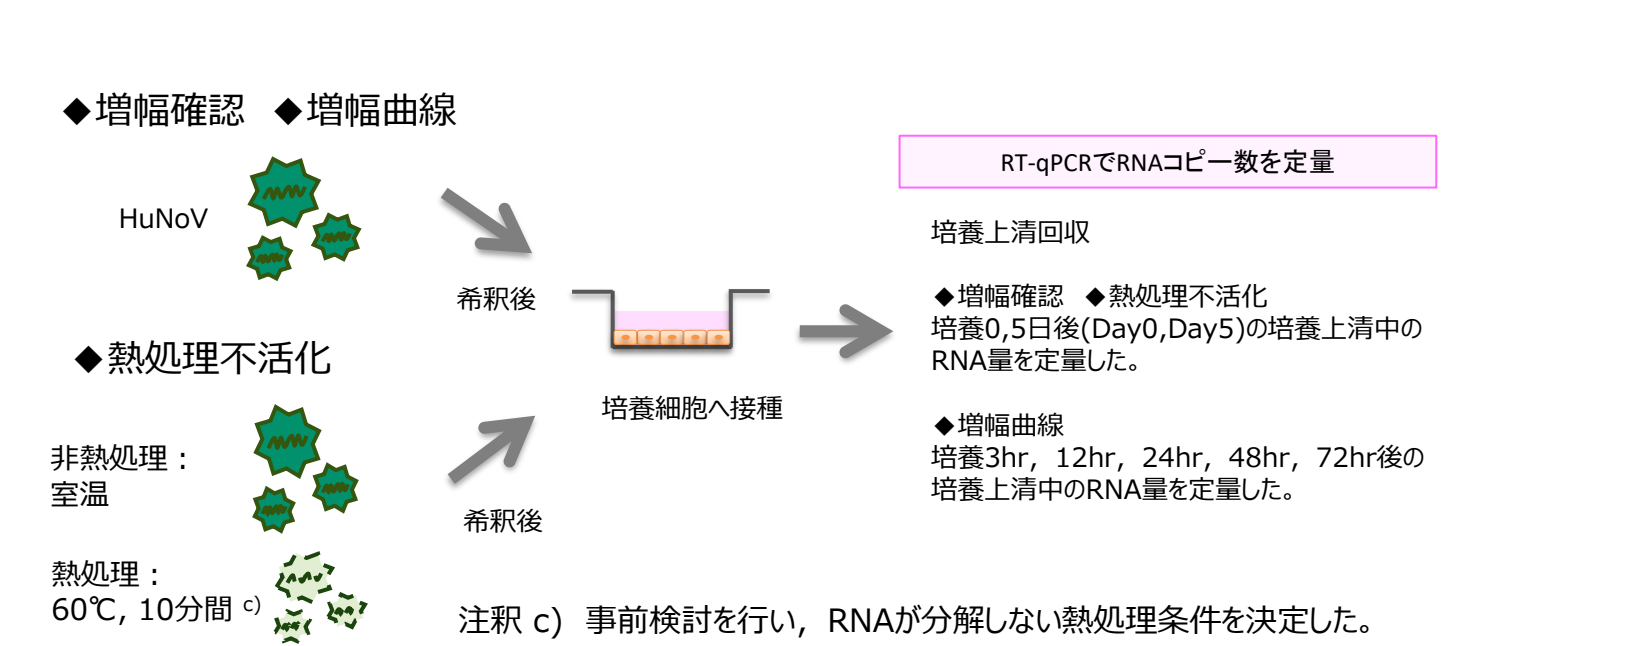 ◆増幅確認 ◆増幅曲線
HuNoV
希釈後
◆熱処理不活化
非熱処理：
室温
熱処理：
60℃, 10分間 c)
希釈後
培養細胞へ接種
RT-qPCRでRNAコピー数を定量
培養上清回収
◆増幅確認 ◆熱処理不活化
培養0,5日後(Day0,Day5)の培養上清中の
RNA量を定量した。
◆増幅曲線
培養3hr, 12hr, 24hr, 48hr, 72hr後の
培養上清中のRNA量を定量した。
注釈 c) 事前検討を行い, RNAが分解しない熱処理条件を決定した。